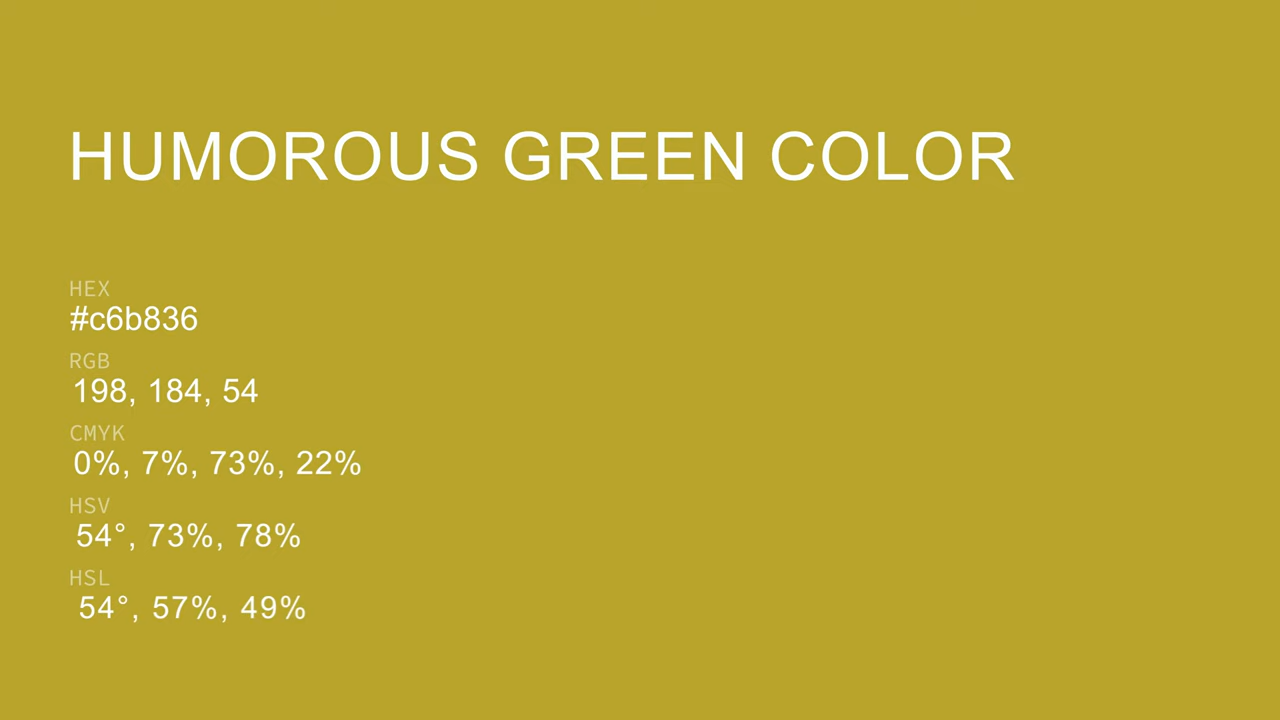 HUMOROUS GREEN COLOR
HEX
#c6b836
RGB
198, 184, 54
CMYK
0%, 7%, 73%, 22%
HSV
54°, 73%, 78%
HSL
54°, 57%, 49%